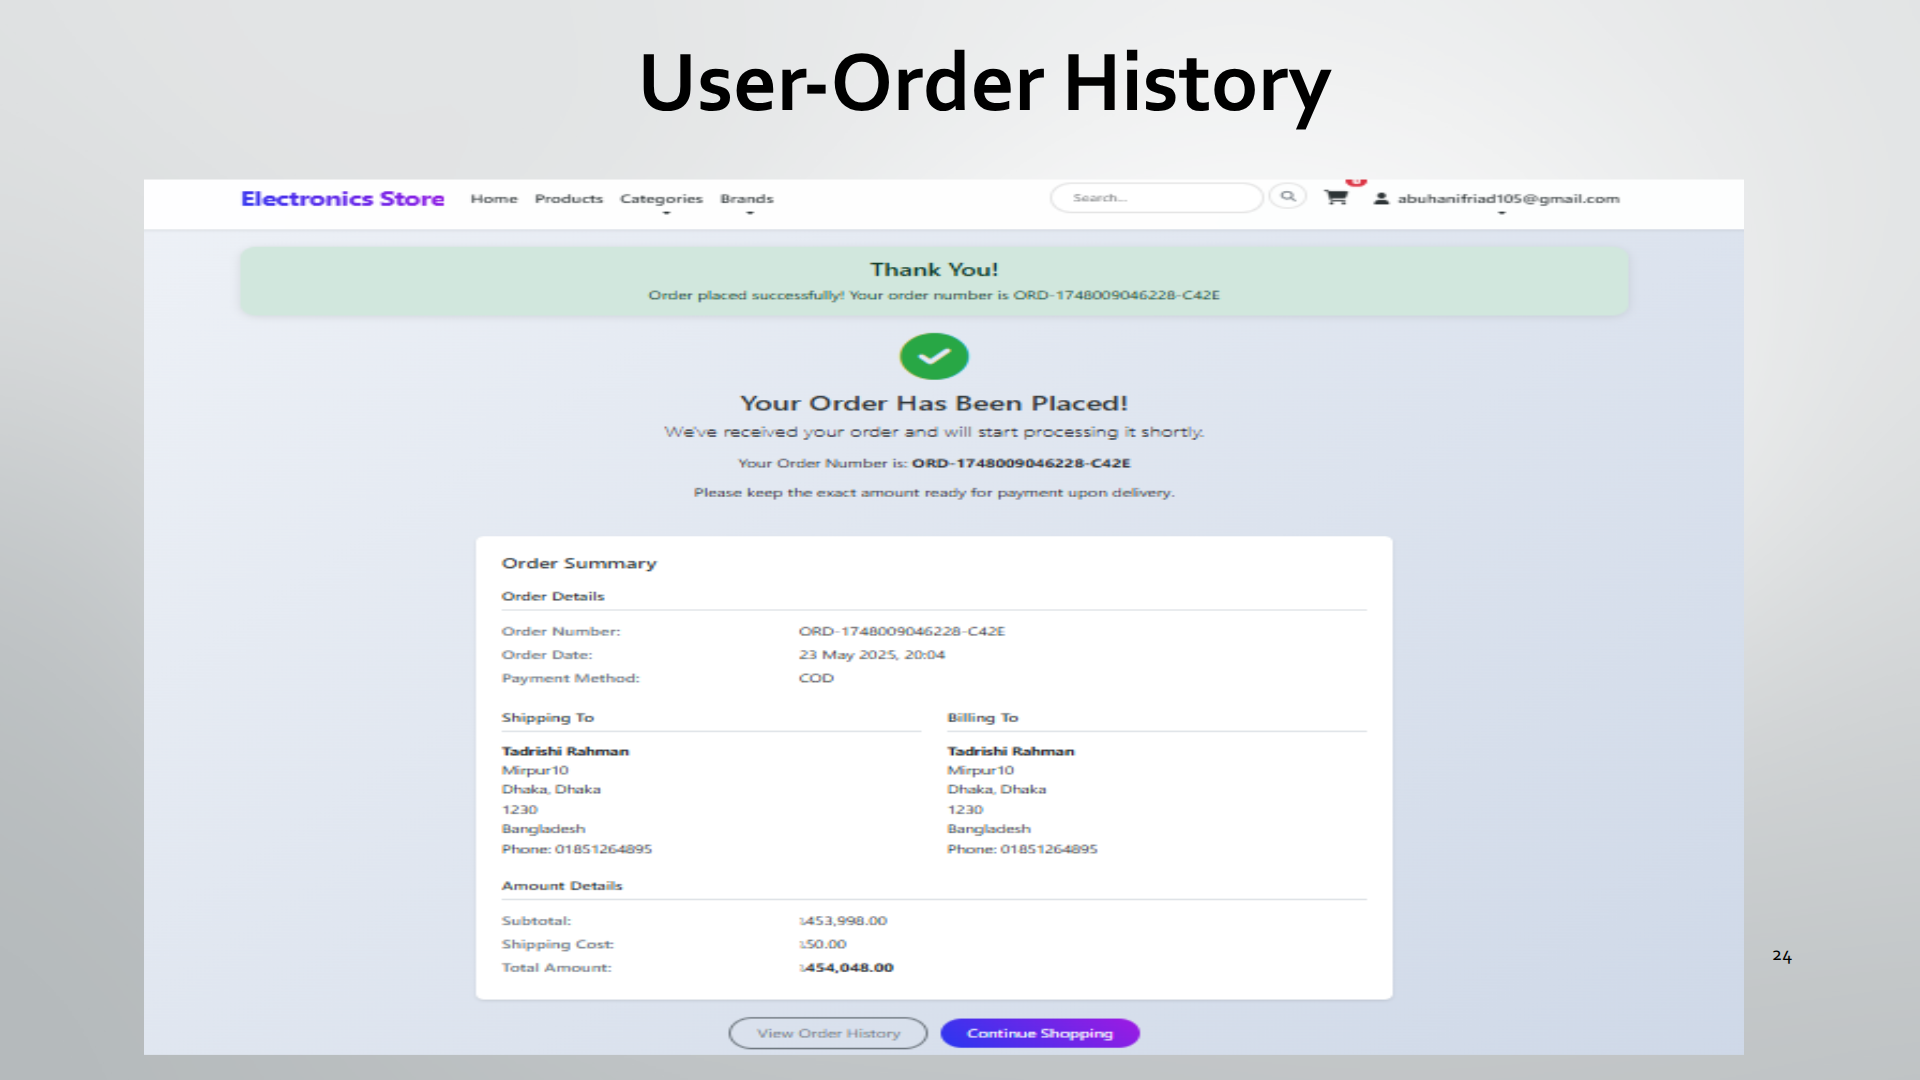 User-Order History
Electronics Store Home Products Categories Brands Search... abuhanifriad105@gmail.com
Thank You!
Order placed successfully! Your order number is ORD-1748009046228-C42E
Your Order Has Been Placed!
We've received your order and will start processing it shortly.
Your Order Number is: ORD-1748009046228-C42E
Please keep the exact amount ready for payment upon delivery.
Order Summary
Order Details
Order Number: ORD-1748009046228-C42E
Order Date: 23 May 2025, 20:04
Payment Method: COD
Shipping To
Tadrishi Rahman
Mirpur10
Dhaka, Dhaka
1230
Bangladesh
Phone: 01851264895
Billing To
Tadrishi Rahman
Mirpur10
Dhaka, Dhaka
1230
Bangladesh
Phone: 01851264895
Amount Details
Subtotal: ৳453,998.00
Shipping Cost: ৳50.00
Total Amount: ৳454,048.00
24
View Order History Continue Shopping